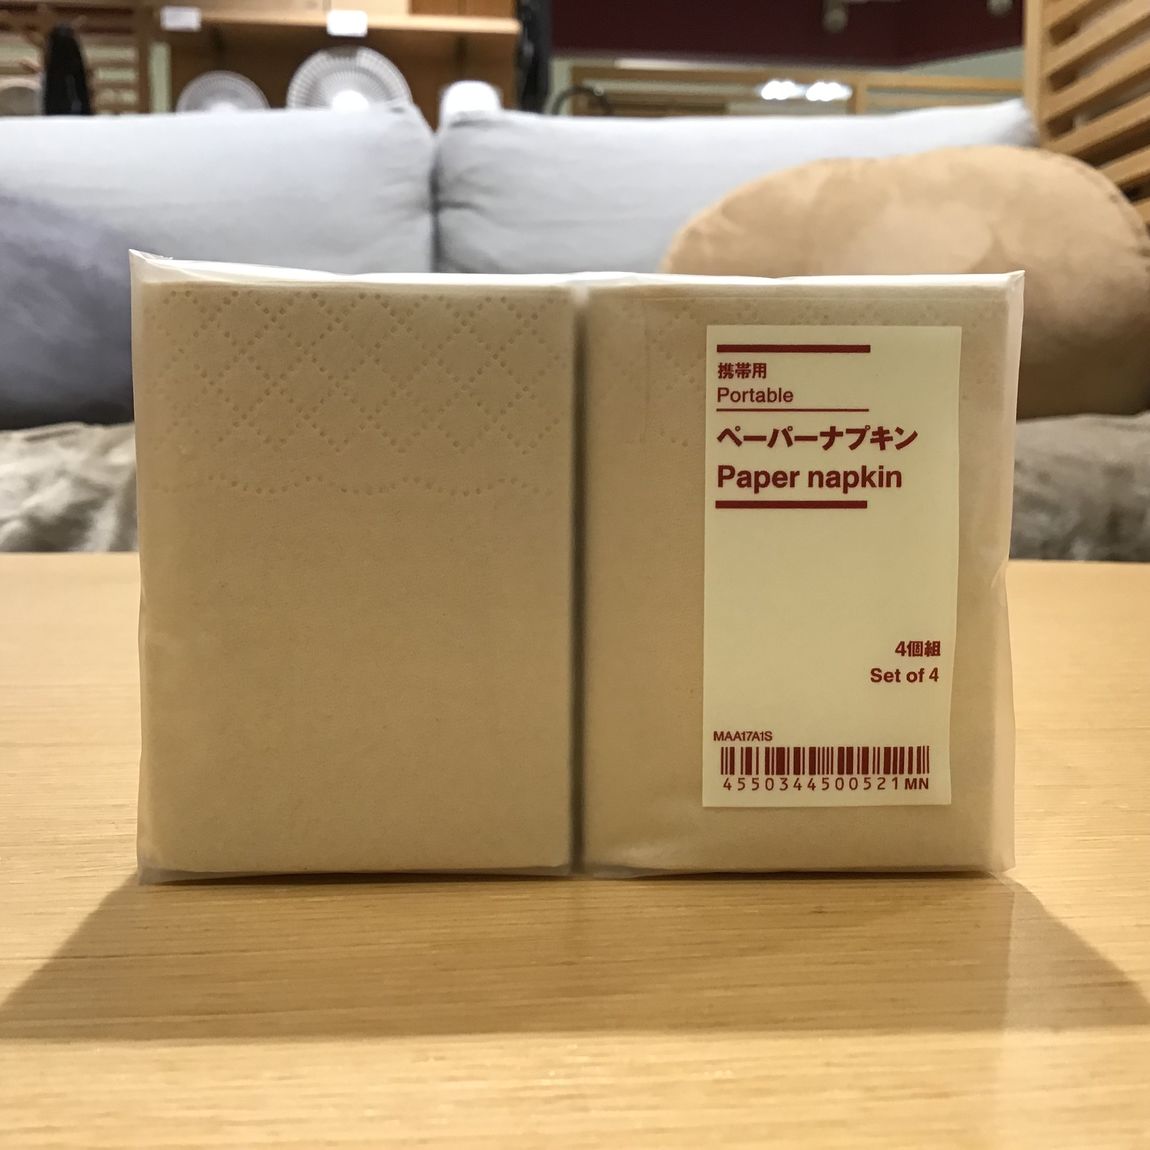 携帯用
Portable
ペーパーナプキン
Paper napkin
4個組
Set of 4
MAA17A1S
4550344500521MN